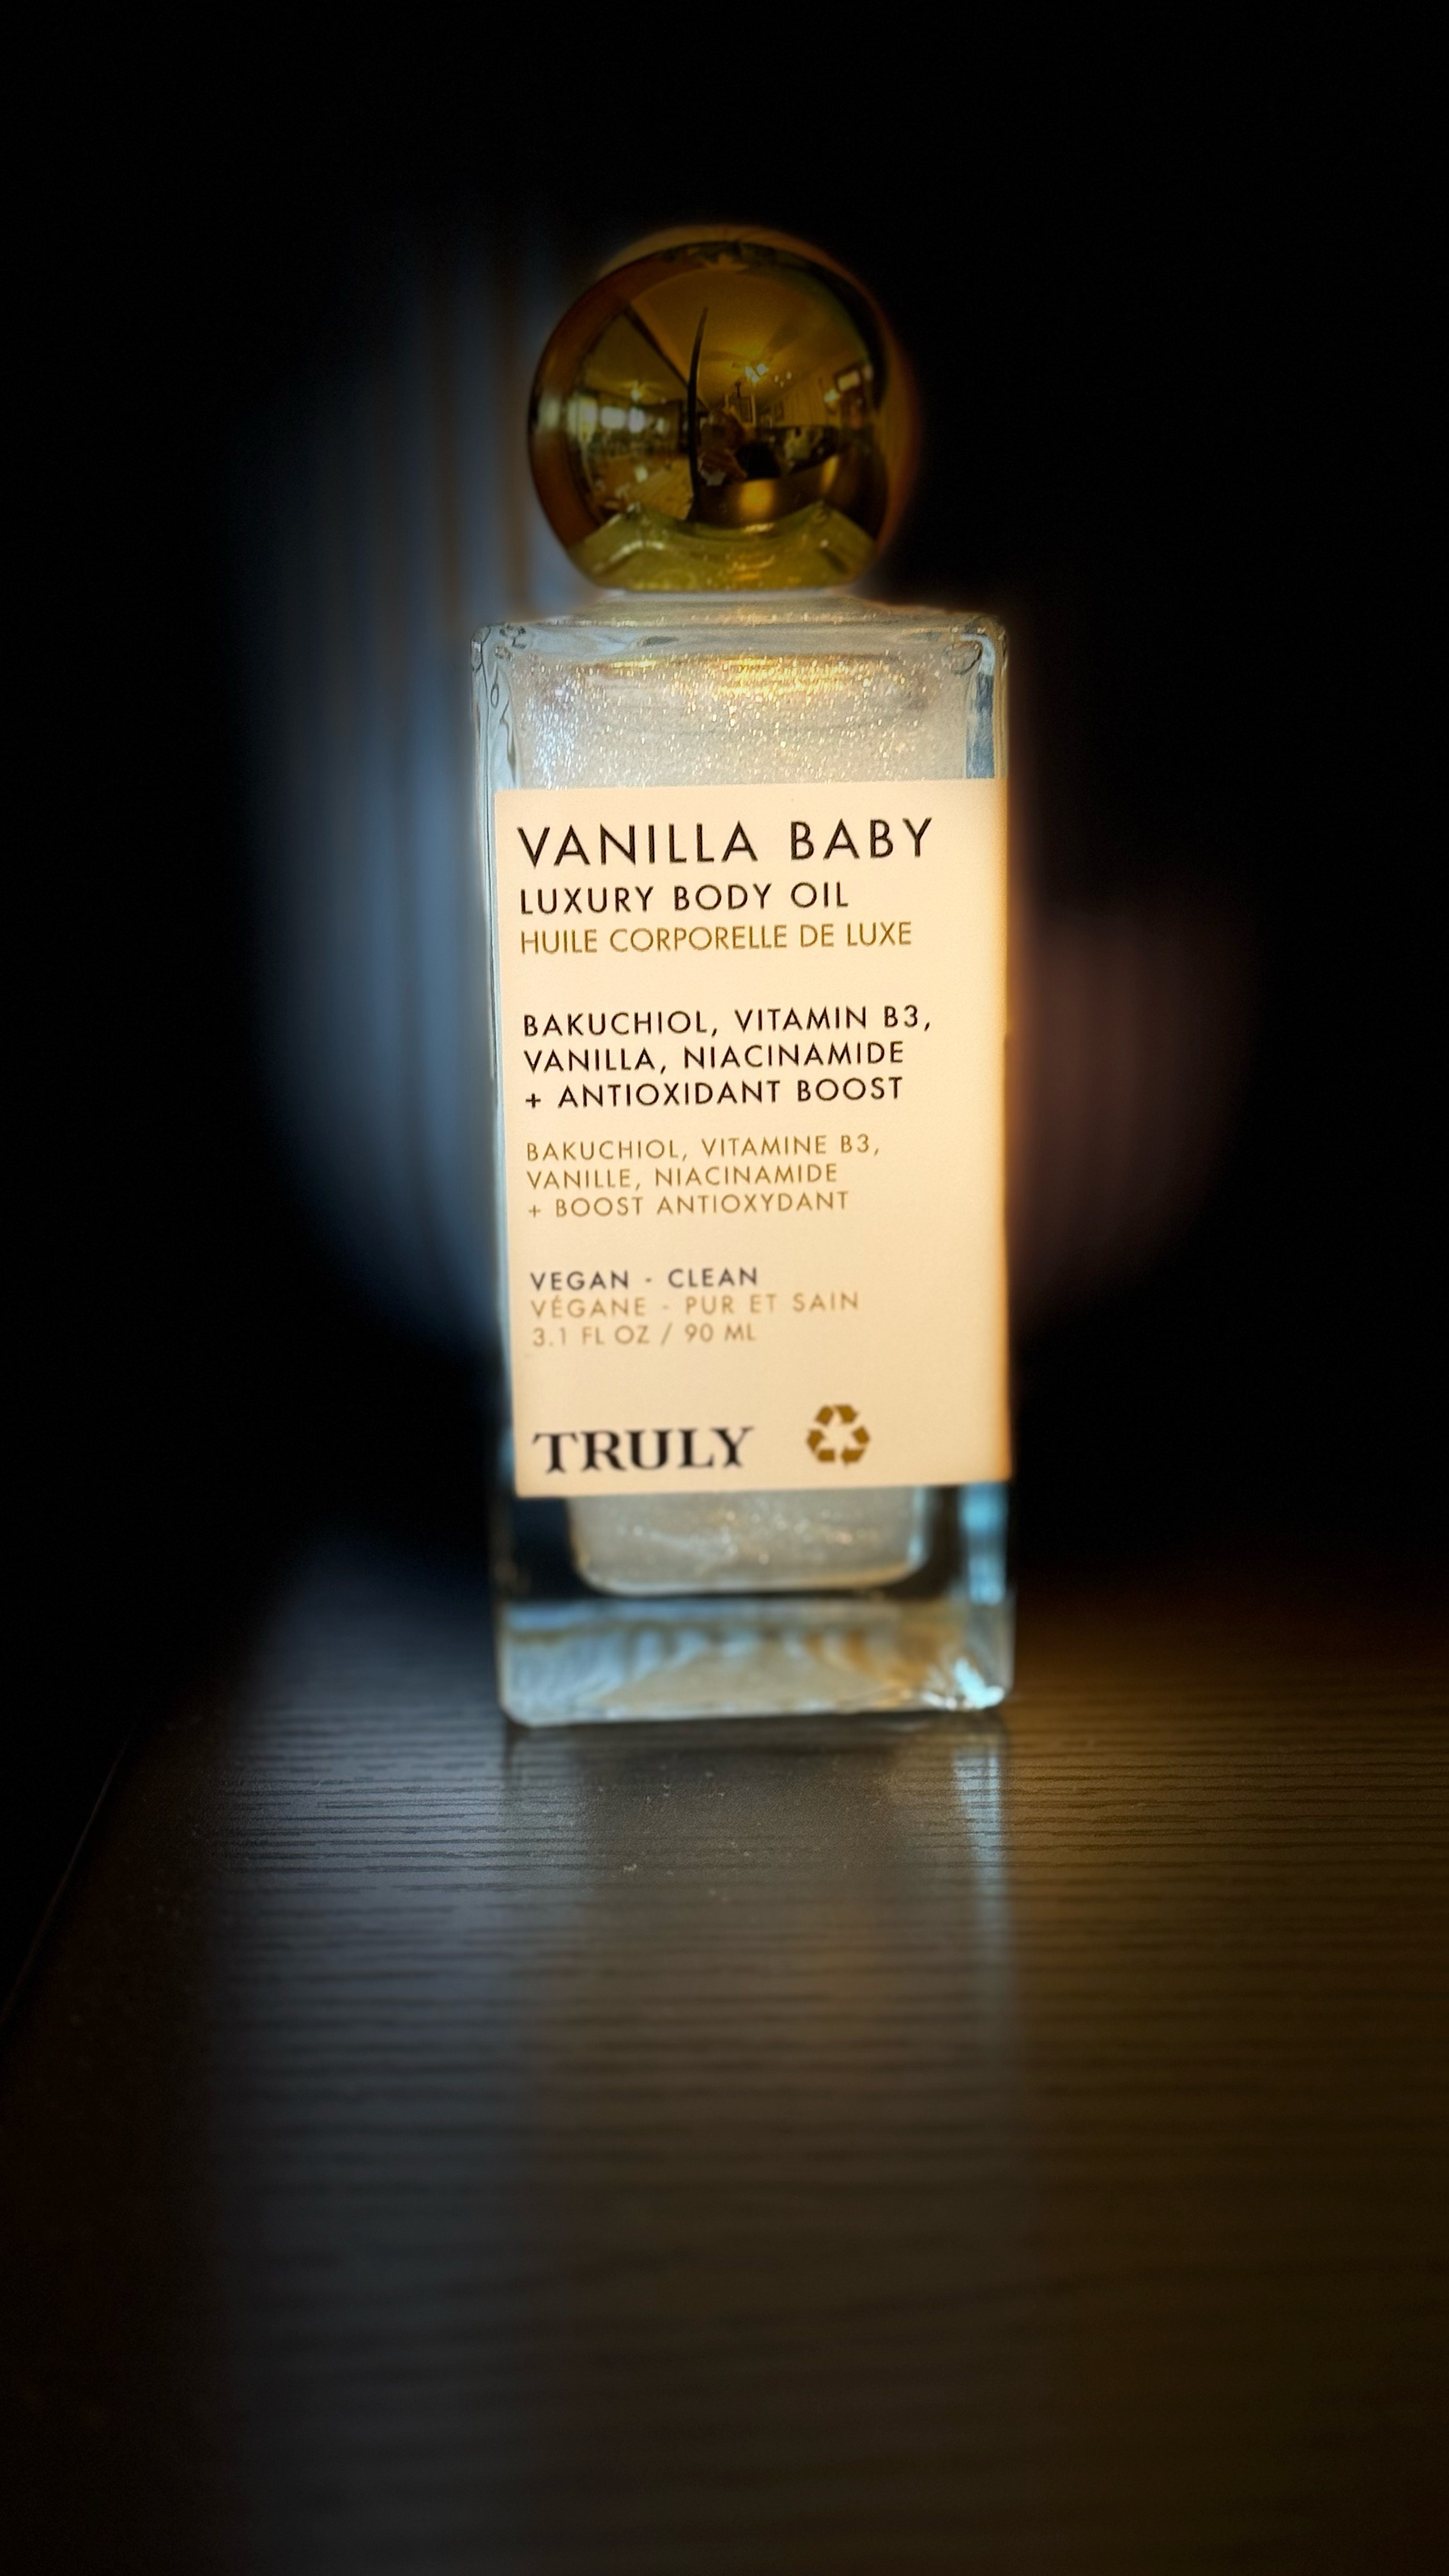 VANILLA BABY
LUXURY BODY OIL
HUILE CORPORELLE DE LUXE
BAKUCHIOL, VITAMIN B3,
VANILLA, NIACINAMIDE
+ ANTIOXIDANT BOOST
BAKUCHIOL, VITAMINE B3,
VANILLE, NIACINAMIDE
+ BOOST ANTIOXYDANT
VEGAN - CLEAN
VÉGANE - PUR ET SAIN
3.1 FL OZ / 90 ML
TRULY